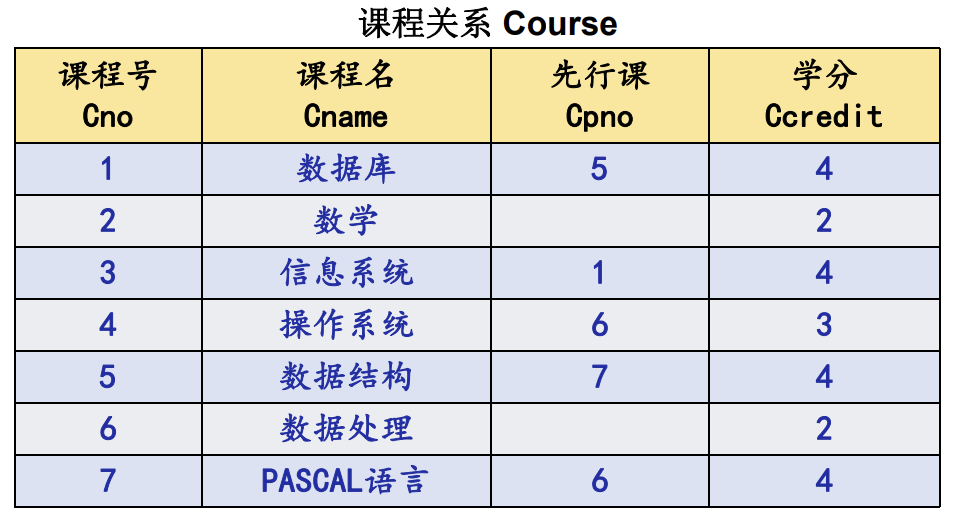 课程关系 Course
课程号 课程名 先行课 学分
Cno Cname Cpno Ccredit
1 数据库 5 4
2 数学 2
3 信息系统 1 4
4 操作系统 6 3
5 数据结构 7 4
6 数据处理 2
7 PASCAL语言 6 4